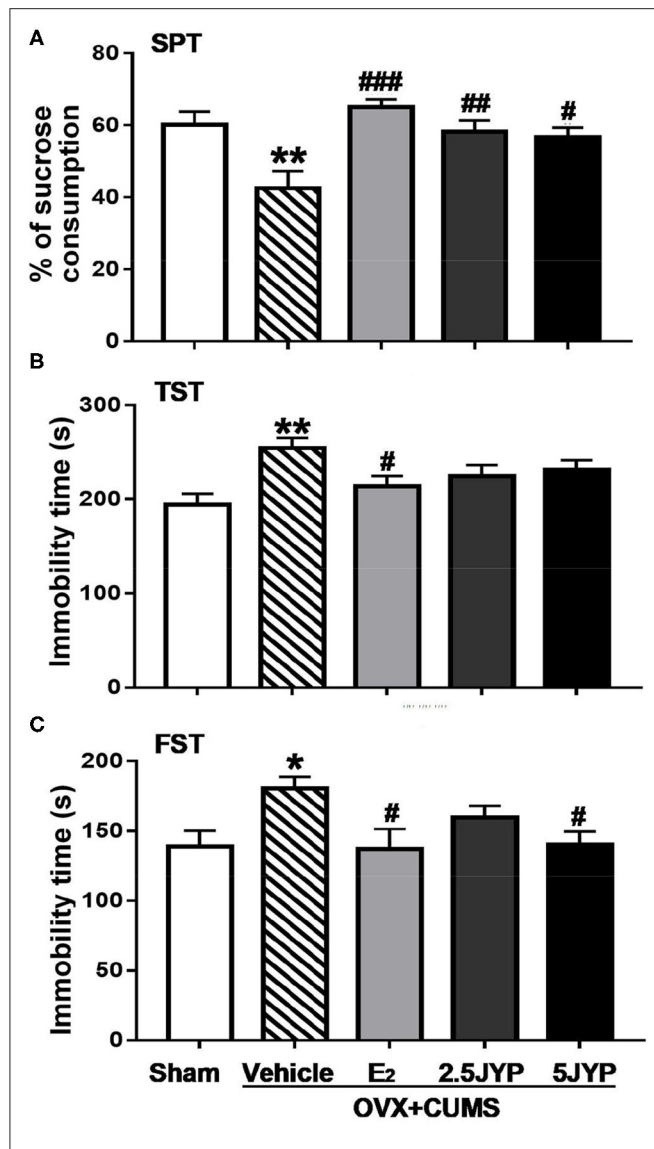 A
SPT
% of sucrose
consumption
80
60
40
20
0
**
###
##
#
B
TST
Immobility time (s)
300
200
100
0
**
#
C
FST
Immobility time (s)
200
150
100
50
0
*
#
#
Sham Vehicle E2 2.5JYP 5JYP
OVX+CUMS